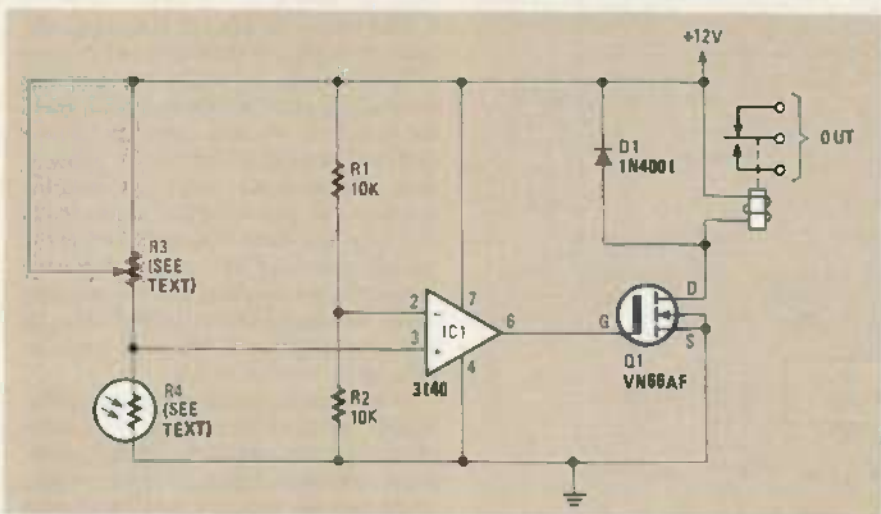 +12V
OUT
D1
1N4001
R1
10K
R3
(SEE
TEXT)
D
2
-
7
IC1
6
G
3
+
4
S
3140
Q1
VN66AF
R4
(SEE
TEXT)
R2
10K